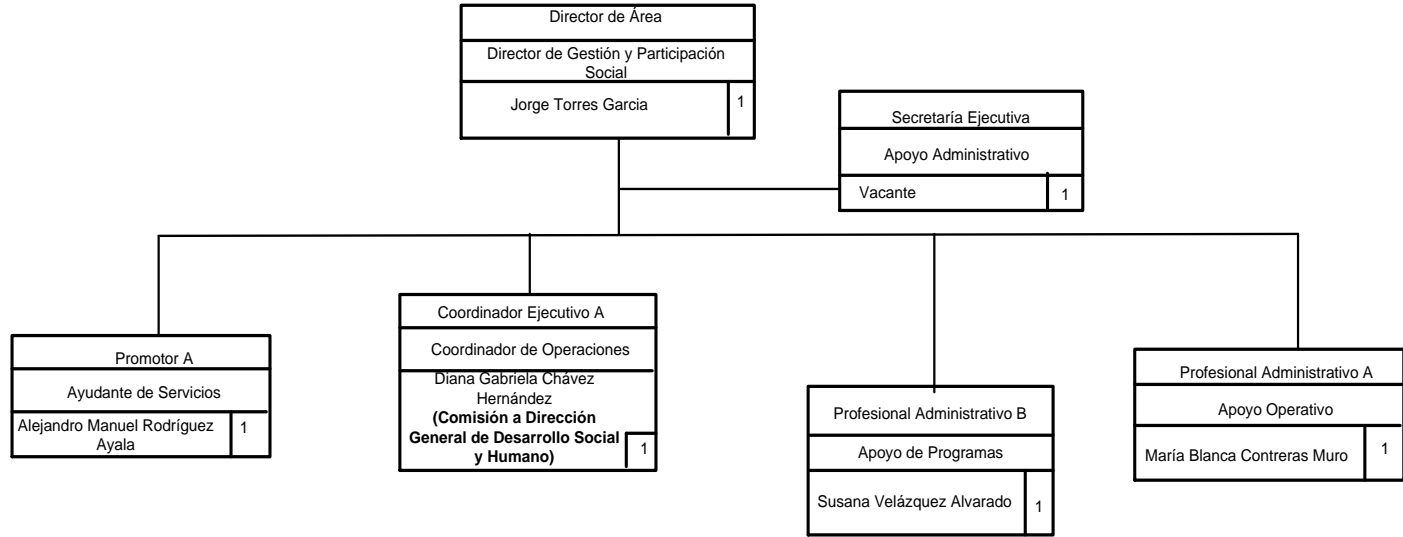 Director de Área
Director de Gestión y Participación
Social
Jorge Torres Garcia
1
Secretaría Ejecutiva
Apoyo Administrativo
Vacante
1
Promotor A
Ayudante de Servicios
Alejandro Manuel Rodríguez
Ayala
1
Coordinador Ejecutivo A
Coordinador de Operaciones
Diana Gabriela Chávez
Hernández
(Comisión a Dirección
General de Desarrollo Social
y Humano)
1
Profesional Administrativo B
Apoyo de Programas
Susana Velázquez Alvarado
1
Profesional Administrativo A
Apoyo Operativo
María Blanca Contreras Muro
1